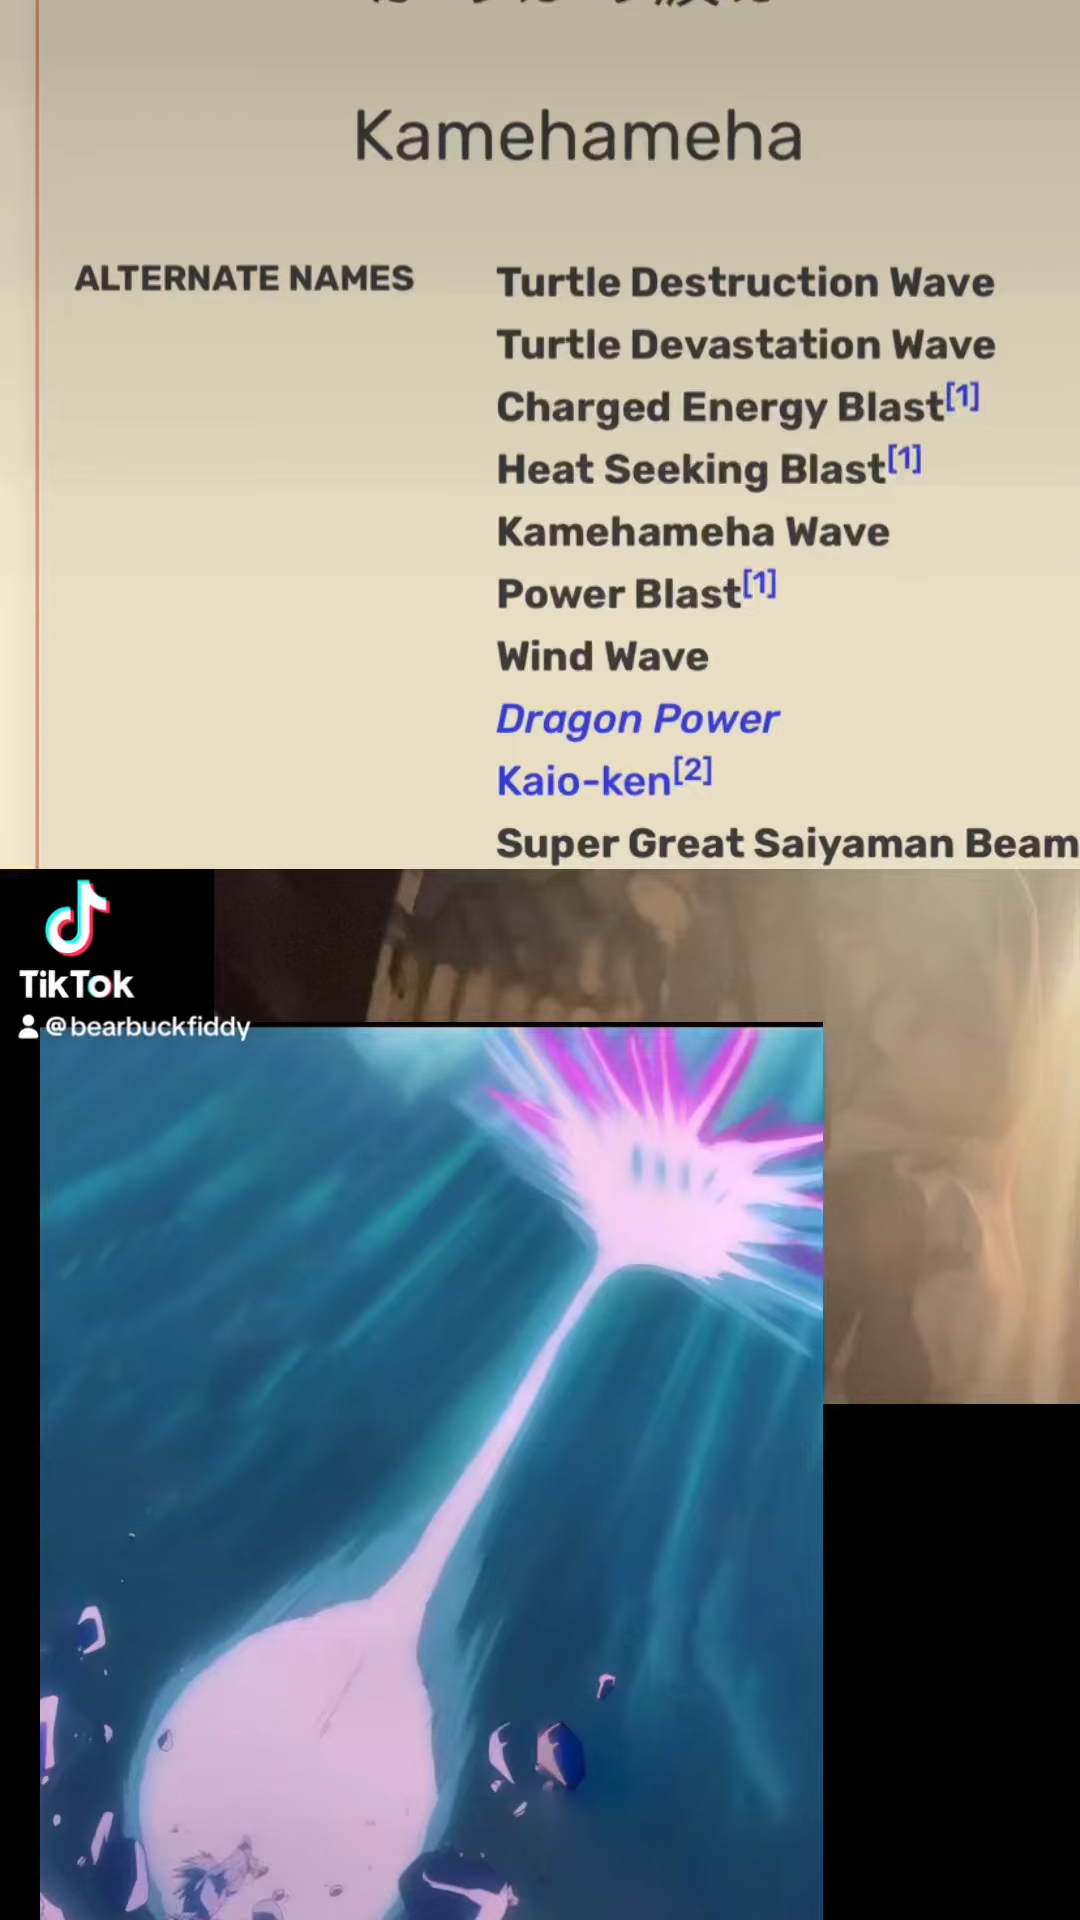 Kamehameha
ALTERNATE NAMES
Turtle Destruction Wave
Turtle Devastation Wave
Charged Energy Blast[1]
Heat Seeking Blast[1]
Kamehameha Wave
Power Blast[1]
Wind Wave
Dragon Power
Kaio-ken[2]
Super Great Saiyaman Beam
TikTok
@bearbuckfiddy